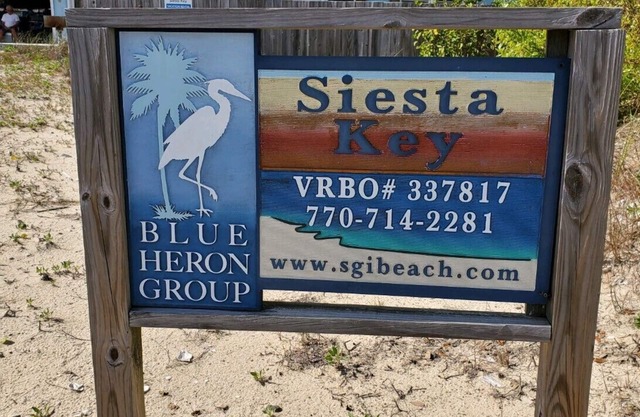 BLUE
HERON
GROUP
Siesta
Key
VRBO# 337817
770-714-2281
www.sgibeach.com